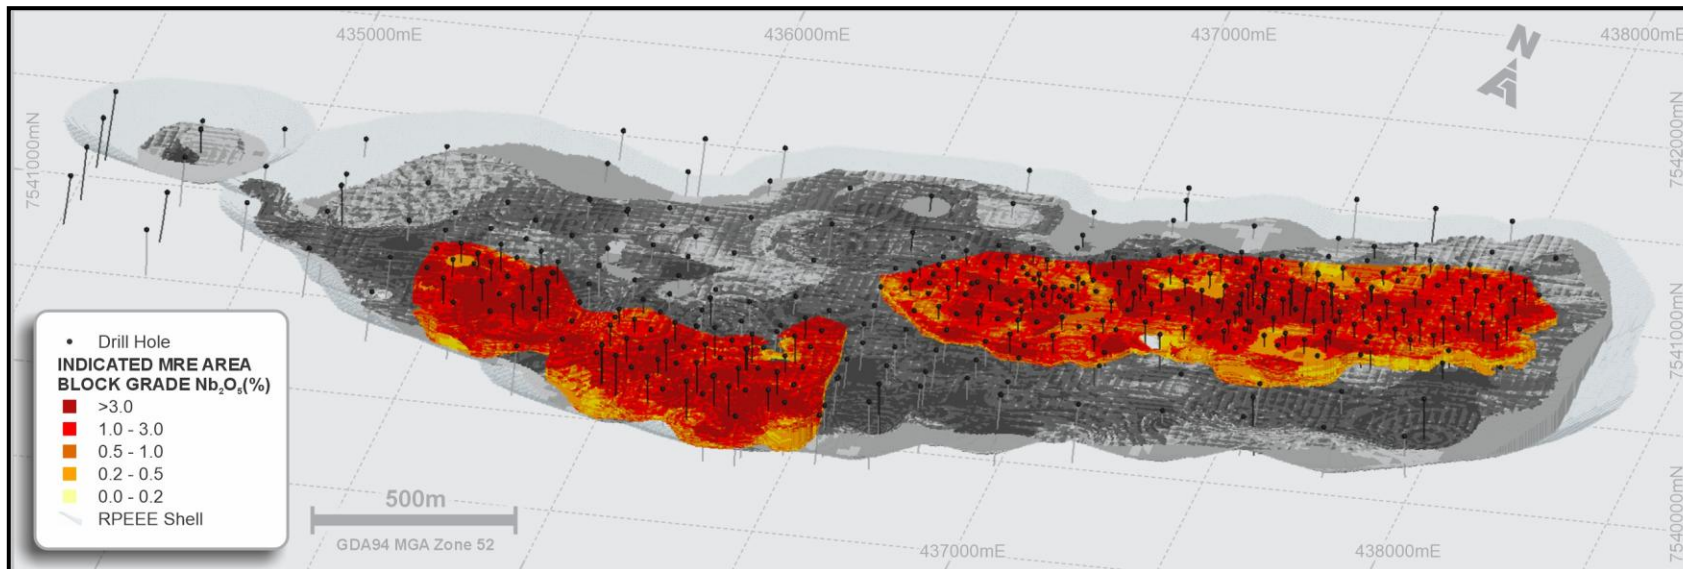 435000mE
436000mE
437000mE
438000mE
N
7541000mN
7542000mN
7541000mN
7540000mN
Drill Hole
INDICATED MRE AREA
BLOCK GRADE Nb₂O₅(%)
>3.0
1.0 - 3.0
0.5 - 1.0
0.2 - 0.5
0.0 - 0.2
RPEEE Shell
500m
GDA94 MGA Zone 52
437000mE
438000mE